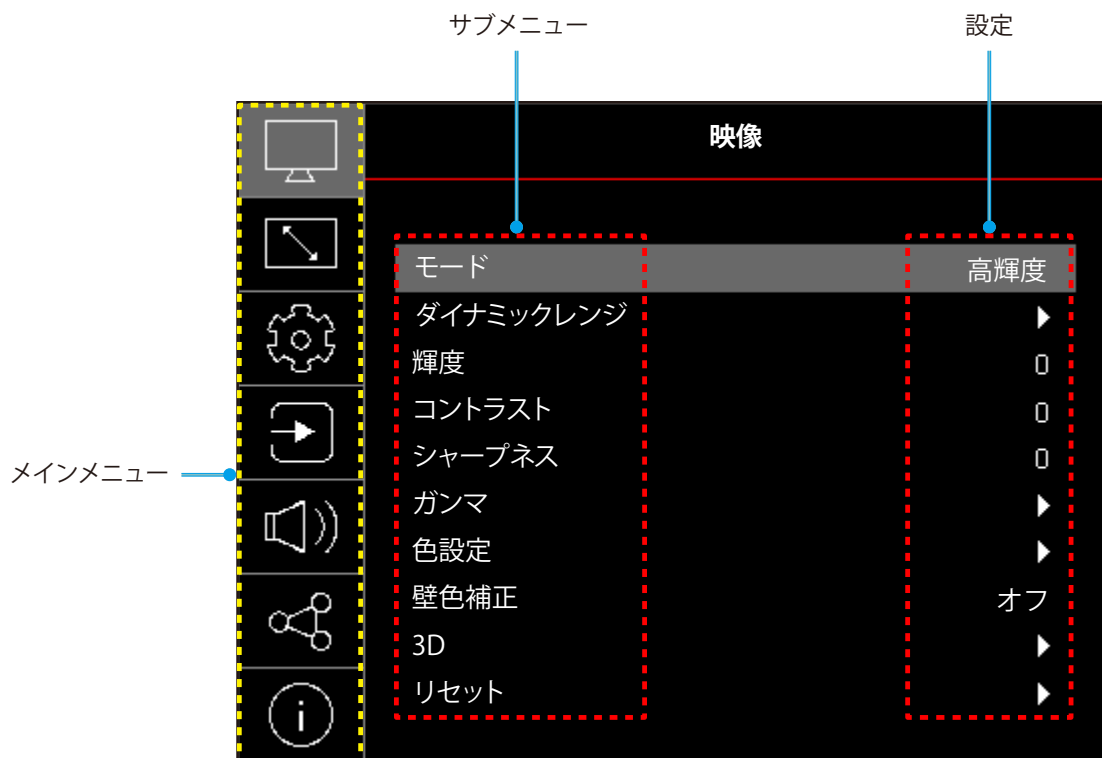 サブメニュー 設定
映像
モード 高輝度
ダイナミックレンジ
輝度 0
コントラスト 0
シャープネス 0
メインメニュー
ガンマ
色設定
壁色補正 オフ
3D
リセット
i